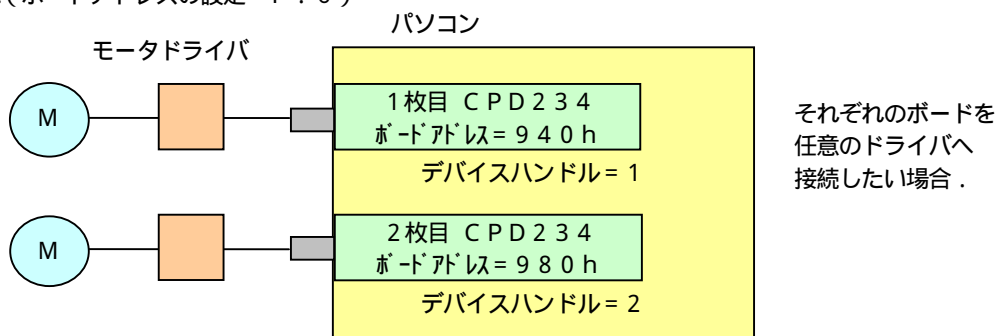 パソコン
モータドライバ
M
1枚目 CPD234
ﾎﾞｰﾄﾞｱﾄﾞﾚｽ=940h
デバイスハンドル=1
それぞれのボードを
任意のドライバへ
接続したい場合.
M
2枚目 CPD234
ﾎﾞｰﾄﾞｱﾄﾞﾚｽ=980h
デバイスハンドル=2